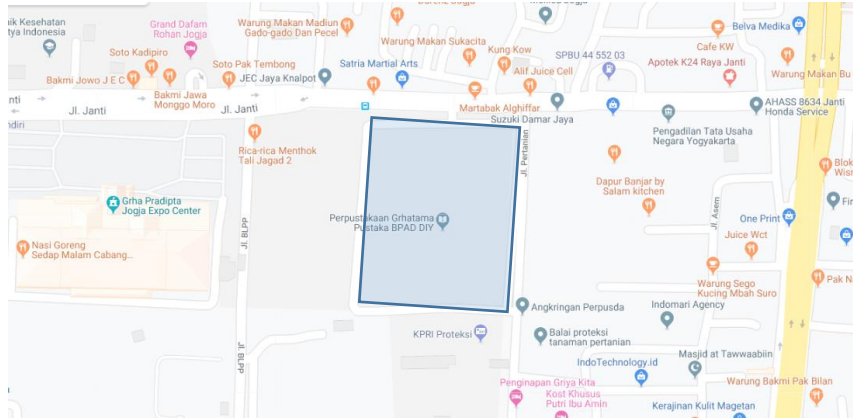 ik Kesehatan
tya Indonesia
Grand Dafam
Rohan Jogja
Warung Makan Madiun
Gado-gado Dan Pecel
Belva Medika
Warung Makan Sukacita
Kung Kow
Cafe KW
Soto Kadipiro
Soto Pak Tembong
Satria Martial Arts
SPBU 44 552 03
Apotek K24 Raya Janti
Bakmi Jowo J E C
JEC Jaya Knalpot
Alif Juice Cell
Warung Makan Bu
nti
Bakmi Jawa
Monggo Moro
Jl. Janti
Jl. Janti
Martabak Alghiffar
Suzuki Damar Jaya
AHASS 8634 Janti
Honda Service
ndiri
Rica-rica Menthok
Tali Jagad 2
Jl. Pertanian
Pengadilan Tata Usaha
Negara Yogyakarta
Blok
Grha Pradipta
Jogja Expo Center
Dapur Banjar by
Salam kitchen
Perpustakaan Grhatama
Pustaka BPAD DIY
Jl. BLPP
Jl. Asem
One Print
Juice Wct
Nasi Goreng
Sedap Malam Cabang...
Warung Sego
Kucing Mbah Suro
Pak N
Angkringan Perpusda
Indomari Agency
KPRI Proteksi
Balai proteksi
tanaman pertanian
Jl. BLPP
Masjid at Tawwaabiin
IndoTechnology.id
Penginapan Griya Kita
Kost Khusus
Putri Ibu Amin
Warung Bakmi Pak Bilan
Kerajinan Kulit Magetan